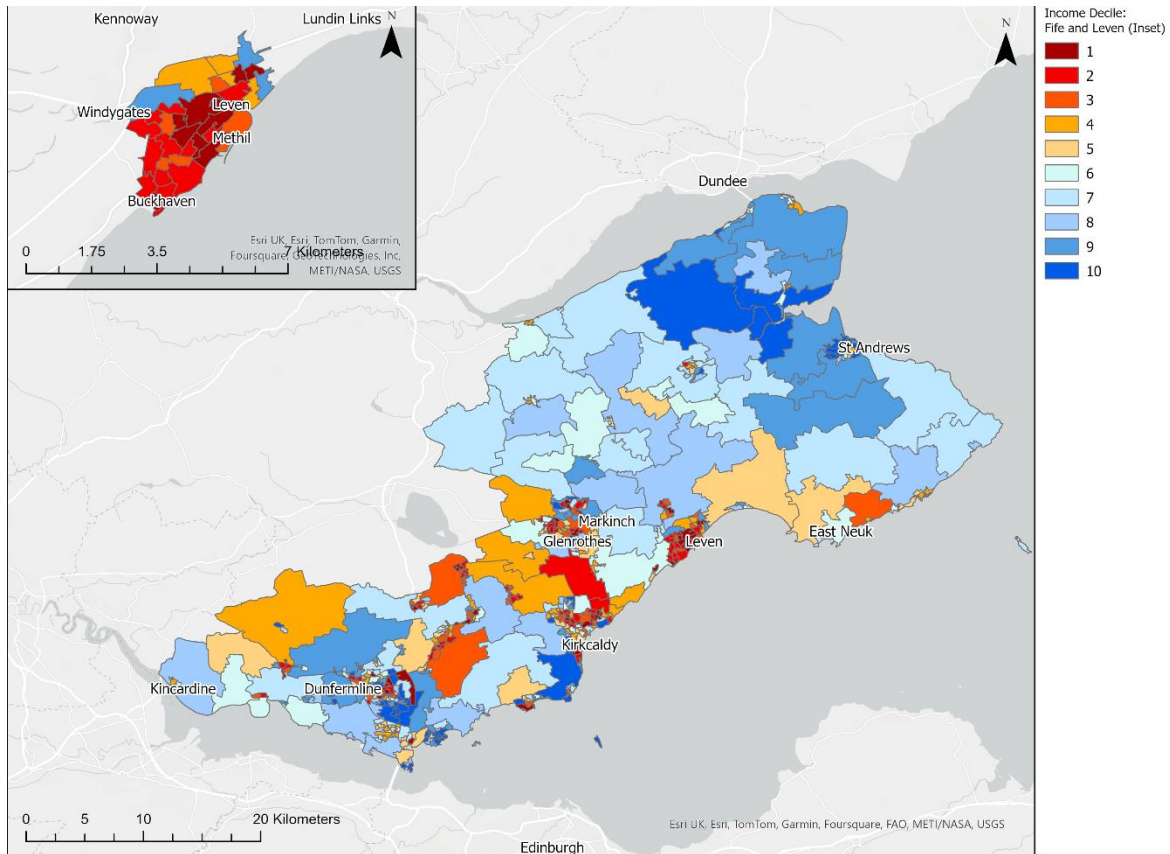 Kennoway
Lundin Links
N
Windygates
Leven
Methil
Buckhaven
0 1.75 3.5 7 Kilometers
Esri UK, Esri, TomTom, Garmin,
Foursquare, GeoTechnologies, Inc,
METI/NASA, USGS
N
Income Decile:
Fife and Leven (Inset)
1
2
3
4
5
6
7
8
9
10
Dundee
St Andrews
Markinch
Glenrothes
Leven
East Neuk
Kirkcaldy
Kincardine
Dunfermline
0 5 10 20 Kilometers
Esri UK, Esri, TomTom, Garmin, Foursquare, FAO, METI/NASA, USGS
Edinburgh